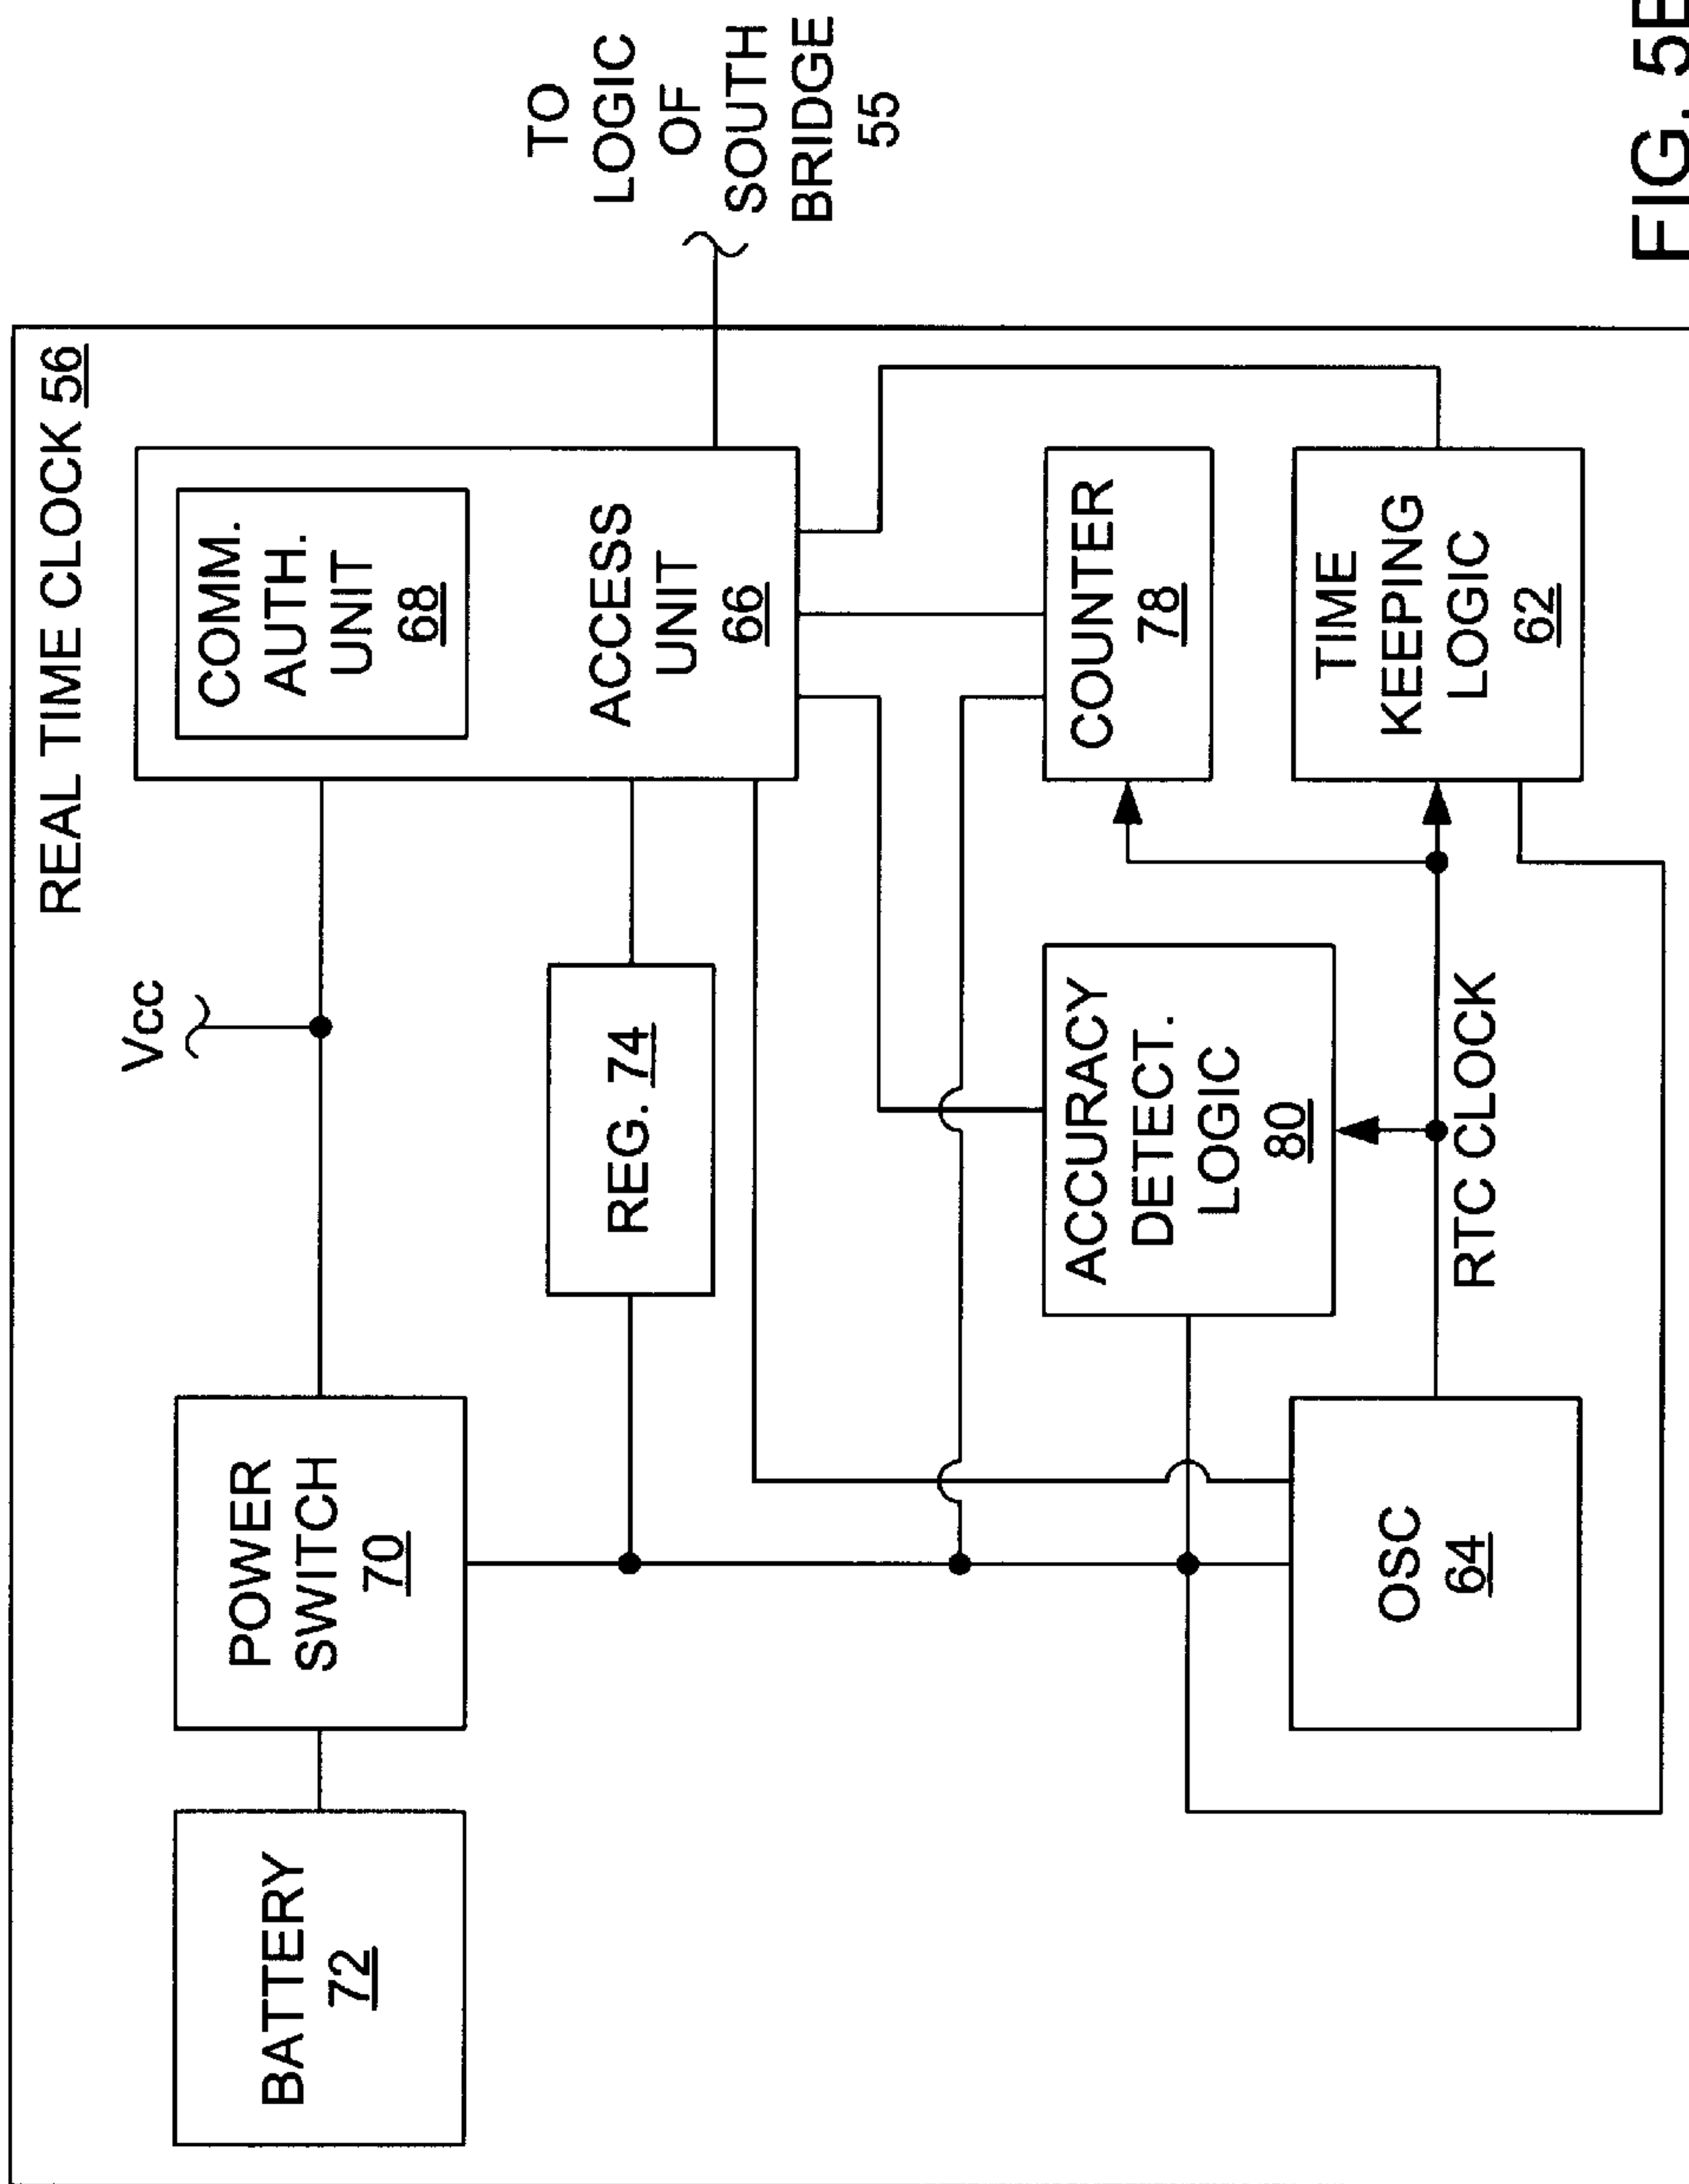 REAL TIME CLOCK 56
Vcc
BATTERY
72
POWER
SWITCH
70
COMM.
AUTH.
UNIT
68
ACCESS
UNIT
66
TO
LOGIC
OF
SOUTH
BRIDGE
55
REG. 74
ACCURACY
DETECT.
LOGIC
80
COUNTER
78
OSC
64
RTC CLOCK
TIME
KEEPING
LOGIC
62
FIG. 5B